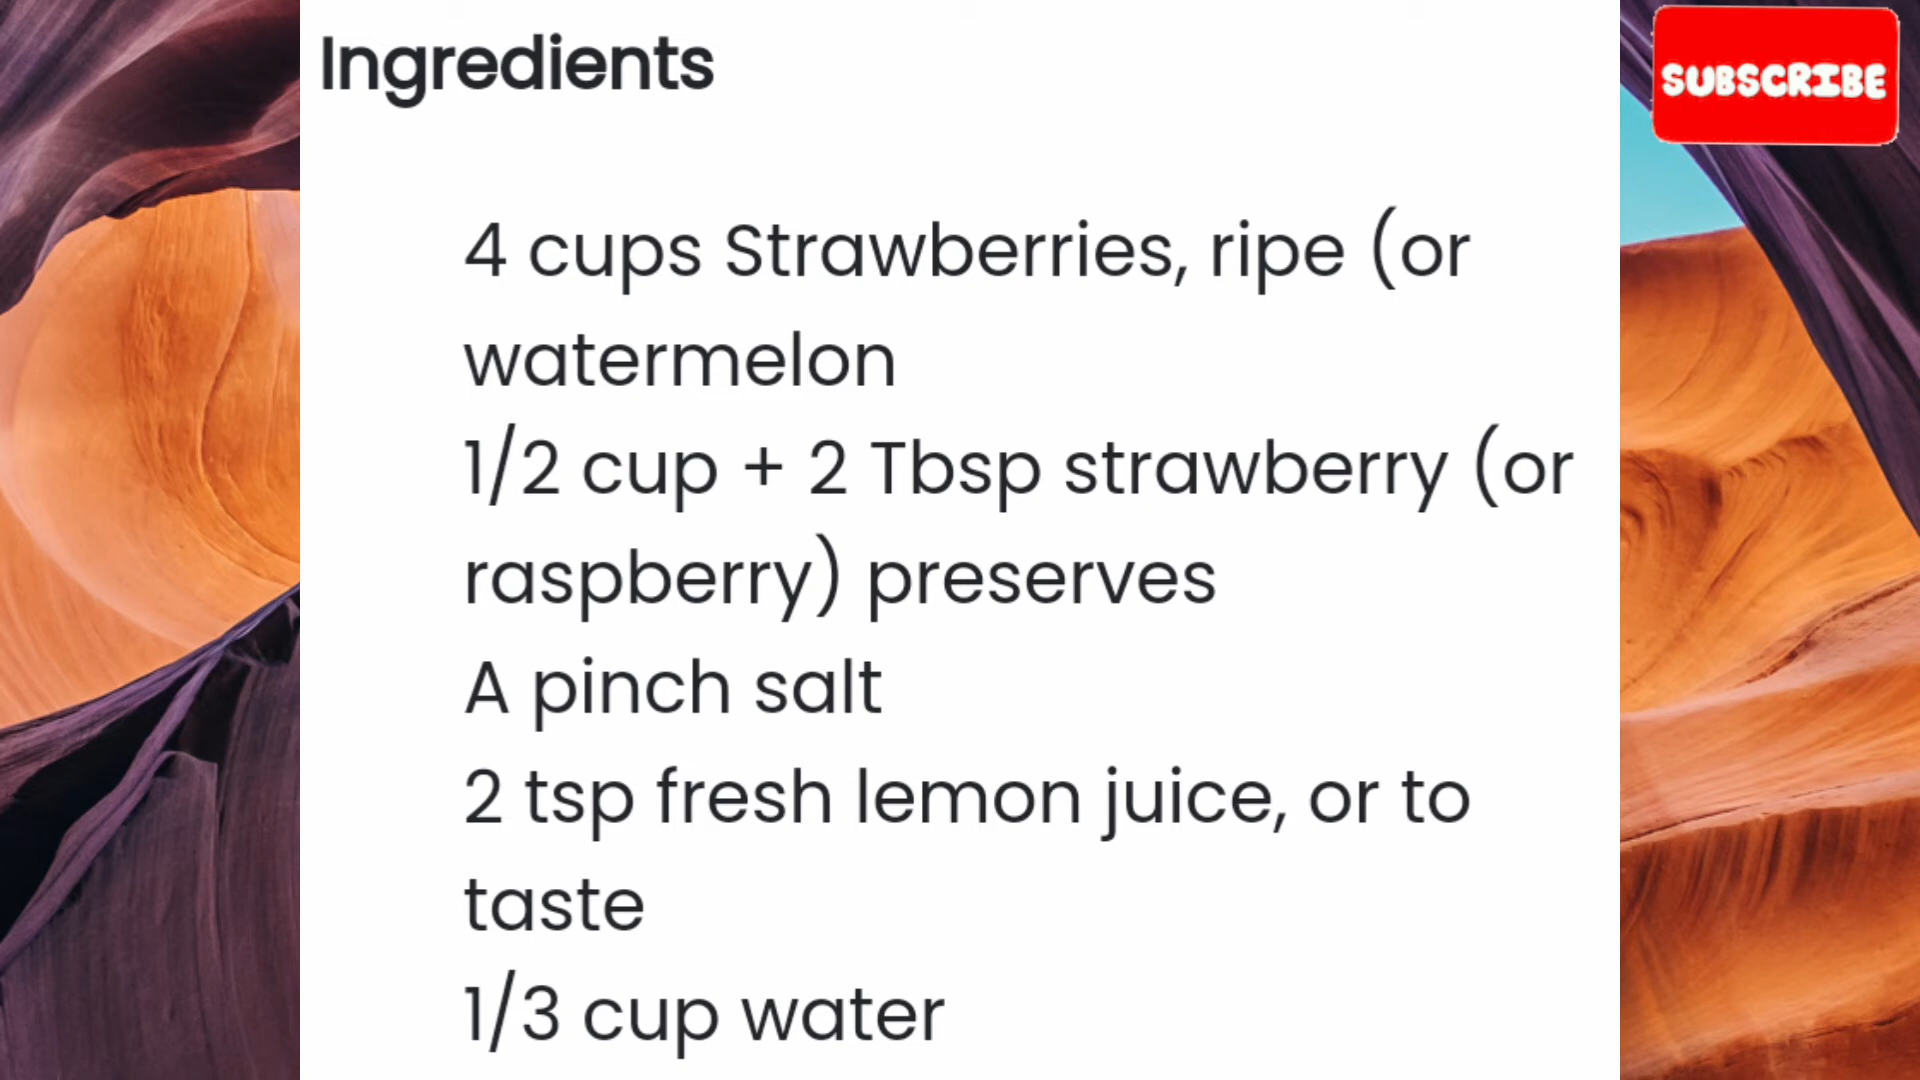 Ingredients
SUBSCRIBE
4 cups Strawberries, ripe (or
watermelon
1/2 cup + 2 Tbsp strawberry (or
raspberry) preserves
A pinch salt
2 tsp fresh lemon juice, or to
taste
1/3 cup water